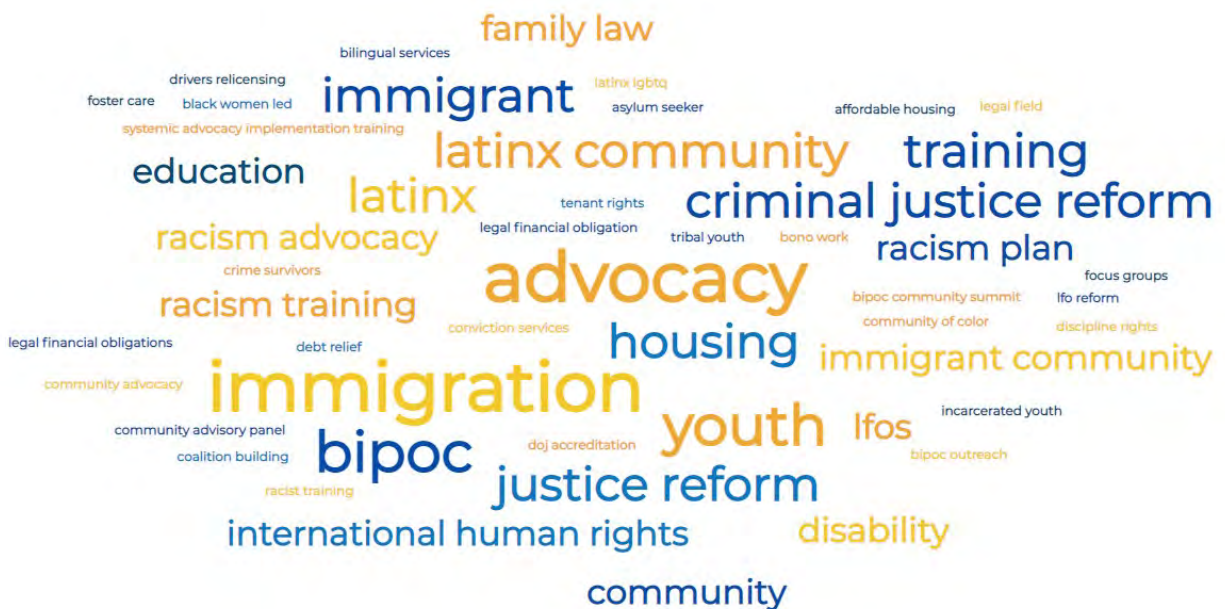 family law
bilingual services
drivers relicensing
latinx lgbtq
foster care
black women led
immigrant
asylum seeker
affordable housing
legal field
systemic advocacy implementation training
latinx community
training
education
latinx
tenant rights
criminal justice reform
racism advocacy
legal financial obligation
tribal youth
bono work
racism plan
crime survivors
advocacy
focus groups
racism training
bipoc community summit
lfo reform
conviction services
community of color
discipline rights
legal financial obligations
debt relief
housing
immigrant community
community advocacy
immigration
youth
lfos
incarcerated youth
community advisory panel
bipoc
doj accreditation
coalition building
bipoc outreach
racist training
justice reform
international human rights
disability
community